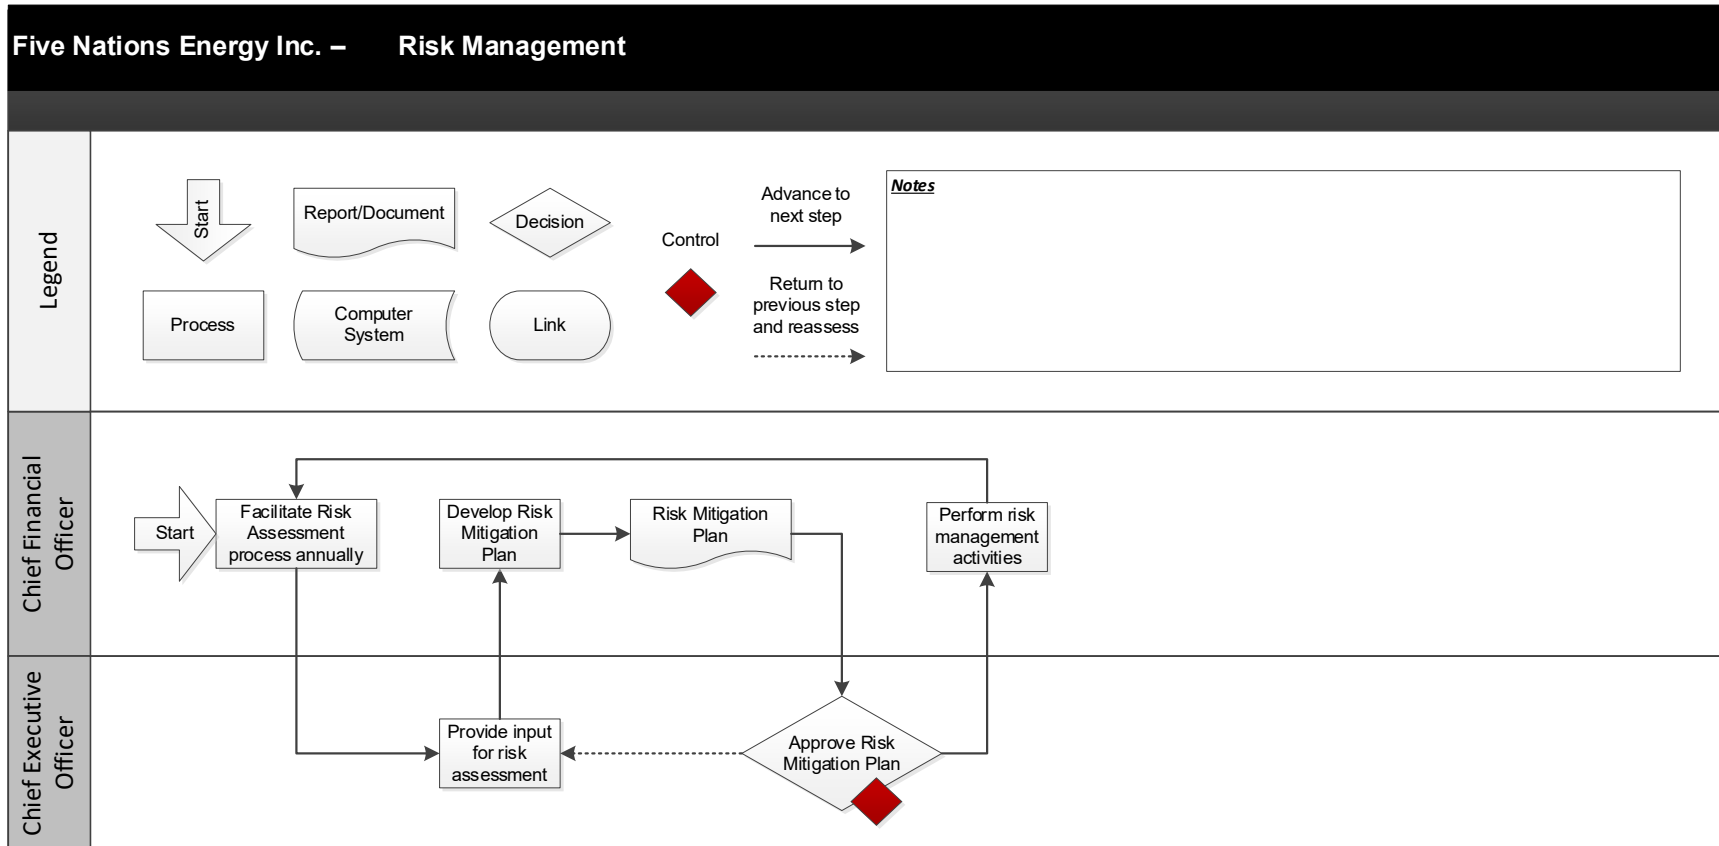 Five Nations Energy Inc. – Risk Management
Legend
Start
Report/Document
Decision
Process
Computer
System
Link
Control
Advance to
next step
Return to
previous step
and reassess
Notes
Chief Financial
Officer
Start
Facilitate Risk
Assessment
process annually
Develop Risk
Mitigation
Plan
Risk Mitigation
Plan
Perform risk
management
activities
Chief Executive
Officer
Provide input
for risk
assessment
Approve Risk
Mitigation Plan